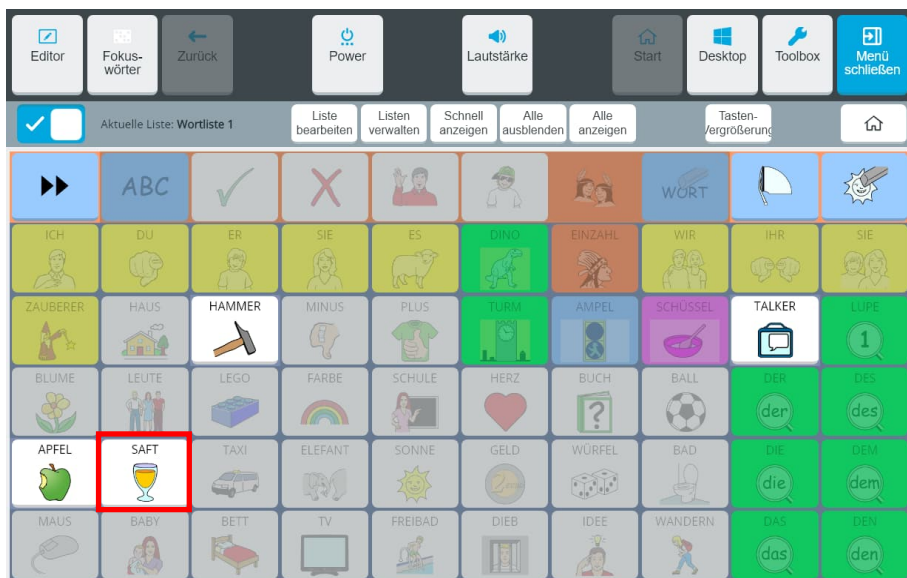 Editor
Fokus-
wörter
Zurück
Power
Lautstärke
Start
Desktop
Toolbox
Menü
schließen
Aktuelle Liste: Wortliste 1
Liste
bearbeiten
Listen
verwalten
Schnell
anzeigen
Alle
ausblenden
Alle
anzeigen
Tasten-
Vergrößerung
ABC
WORT
ICH DU ER SIE ES DINO EINZAHL WIR IHR SIE
ZAUBERER HAUS HAMMER MINUS PLUS TURM AMPEL SCHÜSSEL TALKER LUPE
1
BLUME LEUTE LEGO FARBE SCHULE HERZ BUCH BALL DER DES
?
der des
APFEL SAFT TAXI ELEFANT SONNE GELD WÜRFEL BAD DIE DEM
2
die dem
MAUS BABY BETT TV FREIBAD DIEB IDEE WANDERN DAS DEN
das den